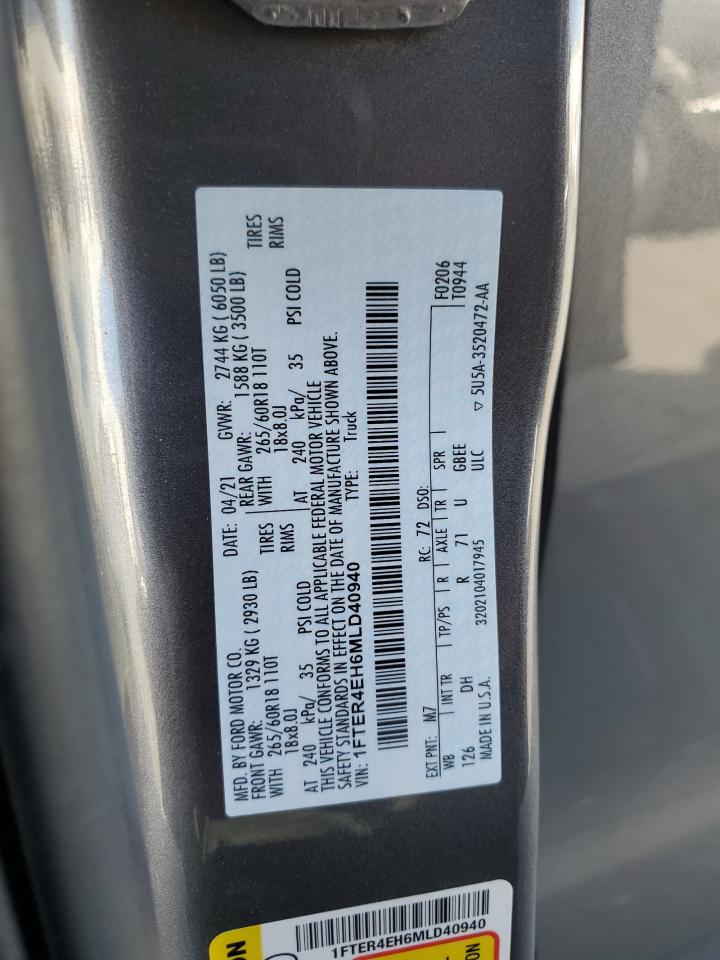 MFD. BY FORD MOTOR CO. DATE: 04/21 GVWR: 2744 KG ( 6050 LB)
FRONT GAWR: 1329 KG ( 2930 LB) REAR GAWR: 1588 KG ( 3500 LB)
WITH 265/60R18 110T TIRES WITH 265/60R18 110T TIRES
18x8.0J RIMS 18x8.0J RIMS
AT 240 kPa/ 35 PSI COLD AT 240 kPa/ 35 PSI COLD
THIS VEHICLE CONFORMS TO ALL APPLICABLE FEDERAL MOTOR VEHICLE
SAFETY STANDARDS IN EFFECT ON THE DATE OF MANUFACTURE SHOWN ABOVE.
VIN: 1FTER4EH6MLD40940 TYPE: Truck
EXT PNT: M7 RC: 72 DSO: F0206
WB INT TR TP/PS R AXLE TR SPR T0944
126 DH R 71 U GBEE
MADE IN U.S.A. 3202104017945 ULC ▽ 5U5A-3520472-AA
1FTER4EH6MLD40940